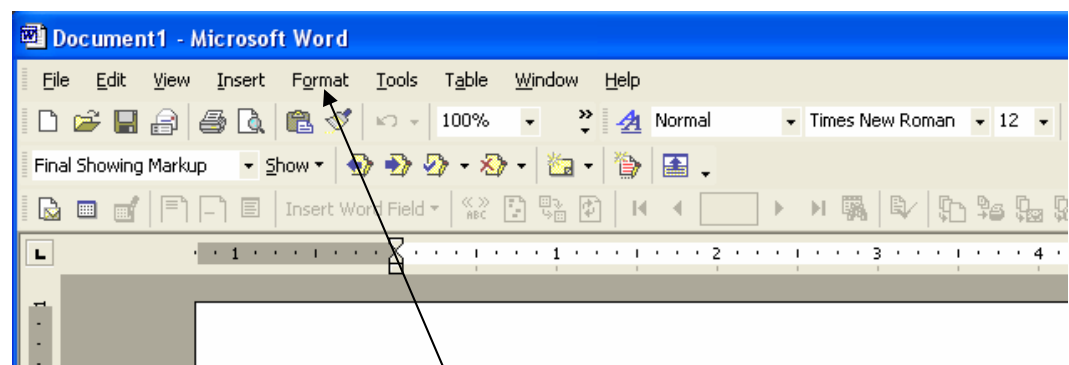 Document1 - Microsoft Word
File Edit View Insert Format Tools Table Window Help
100% » Normal Times New Roman 12
Final Showing Markup Show
Insert Word Field «» ABC
L 1 1 2 3 4